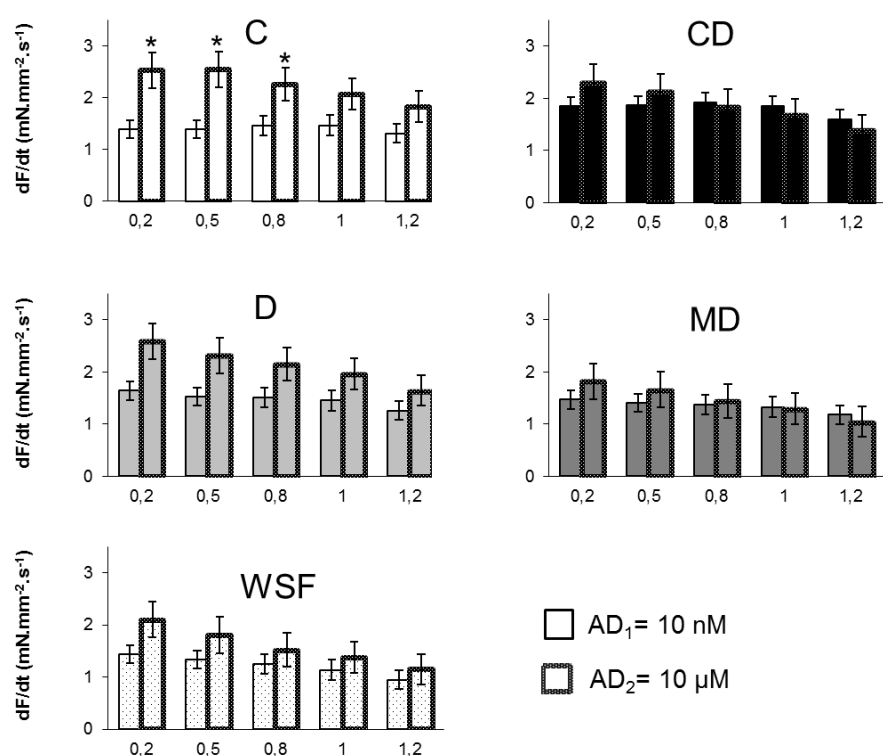 C
dF/dt (mN.mm-2.s-1)
3
2
1
0
* * *
0,2 0,5 0,8 1 1,2
CD
3
2
1
0
0,2 0,5 0,8 1 1,2
D
dF/dt (mN.mm-2.s-1)
3
2
1
0
0,2 0,5 0,8 1 1,2
MD
3
2
1
0
0,2 0,5 0,8 1 1,2
WSF
dF/dt (mN.mm-2.s-1)
3
2
1
0
0,2 0,5 0,8 1 1,2
AD1= 10 nM
AD2= 10 µM